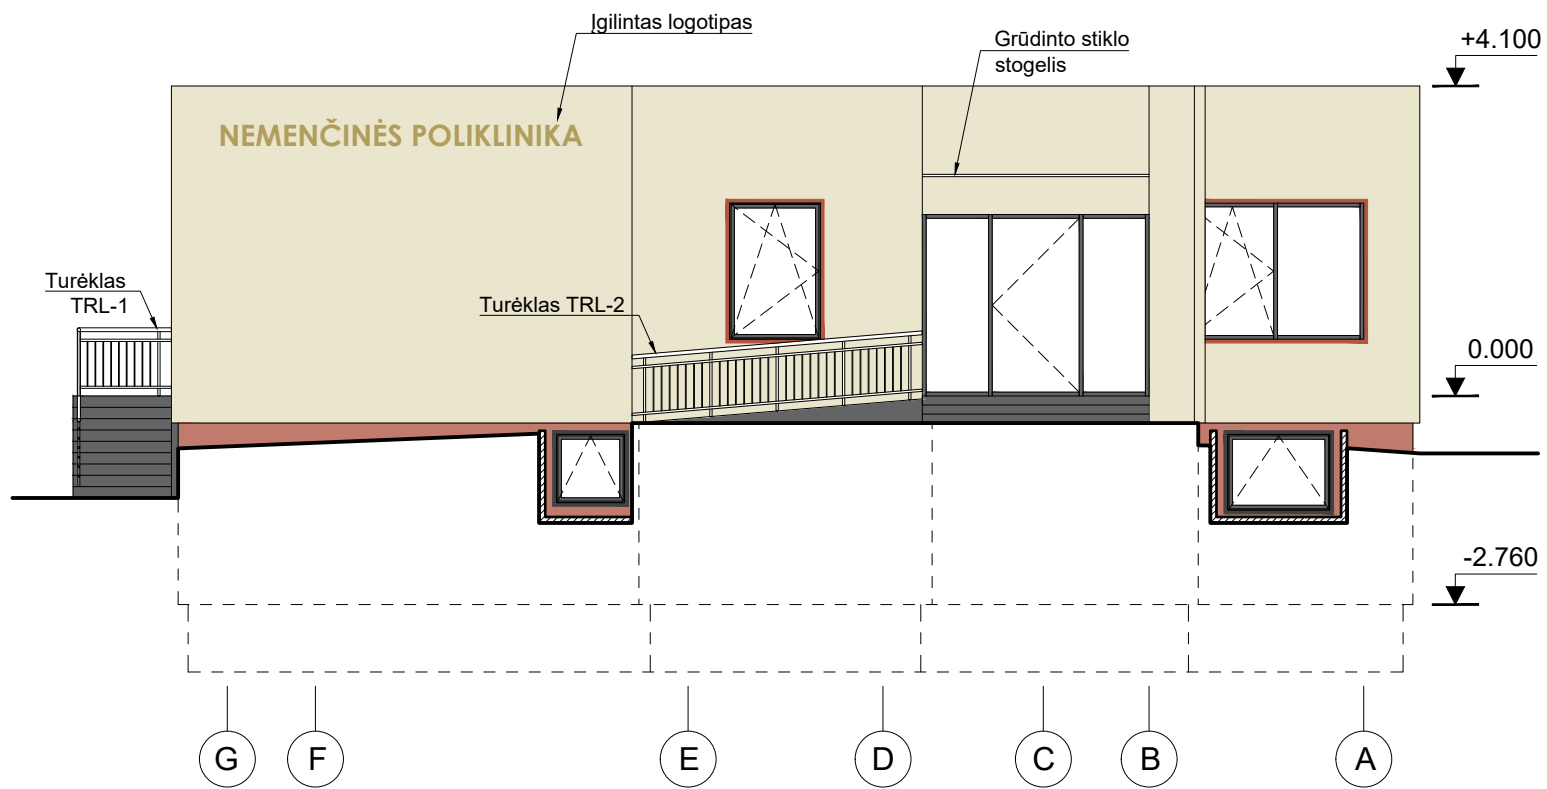 Įgilintas logotipas
Grūdinto stiklo
stogelis
+4.100
NEMENČINĖS POLIKLINIKA
Turėklas
TRL-1
Turėklas TRL-2
0.000
-2.760
G F E D C B A